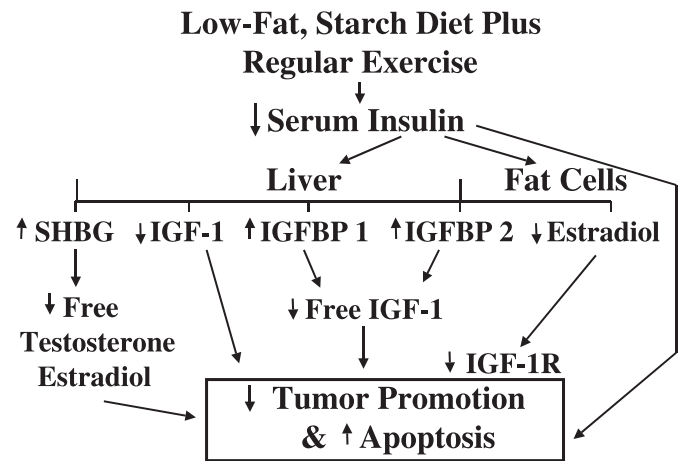 Low-Fat, Starch Diet Plus
Regular Exercise
↓ Serum Insulin
Liver Fat Cells
↑ SHBG ↓ IGF-1 ↑ IGFBP 1 ↑ IGFBP 2 ↓ Estradiol
↓ Free
Testosterone
Estradiol
↓ Free IGF-1
↓ IGF-1R
↓ Tumor Promotion
& ↑ Apoptosis